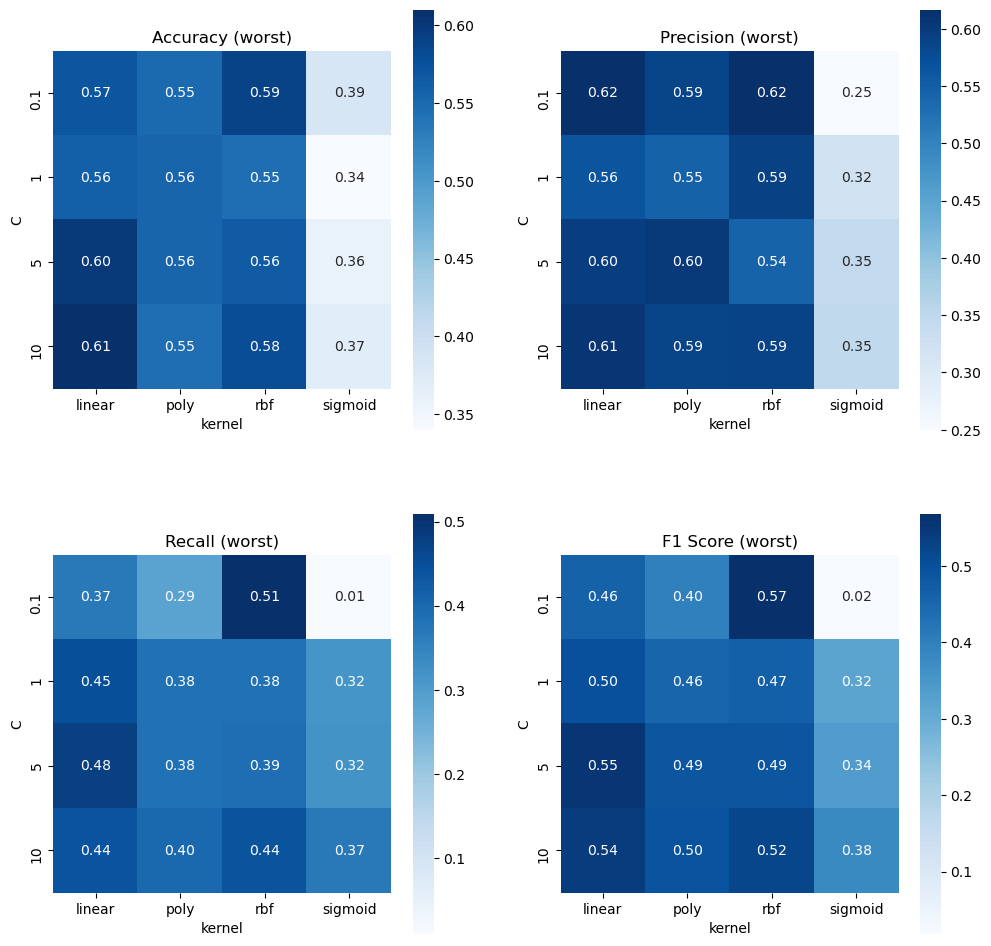 Accuracy (worst)
0.1 0.57 0.55 0.59 0.39
1 0.56 0.56 0.55 0.34
5 0.60 0.56 0.56 0.36
10 0.61 0.55 0.58 0.37
C
linear poly rbf sigmoid
kernel
0.60
0.55
0.50
0.45
0.40
0.35
Precision (worst)
0.1 0.62 0.59 0.62 0.25
1 0.56 0.55 0.59 0.32
5 0.60 0.60 0.54 0.35
10 0.61 0.59 0.59 0.35
C
linear poly rbf sigmoid
kernel
0.60
0.55
0.50
0.45
0.40
0.35
0.30
0.25
Recall (worst)
0.1 0.37 0.29 0.51 0.01
1 0.45 0.38 0.38 0.32
5 0.48 0.38 0.39 0.32
10 0.44 0.40 0.44 0.37
C
linear poly rbf sigmoid
kernel
0.5
0.4
0.3
0.2
0.1
F1 Score (worst)
0.1 0.46 0.40 0.57 0.02
1 0.50 0.46 0.47 0.32
5 0.55 0.49 0.49 0.34
10 0.54 0.50 0.52 0.38
C
linear poly rbf sigmoid
kernel
0.5
0.4
0.3
0.2
0.1